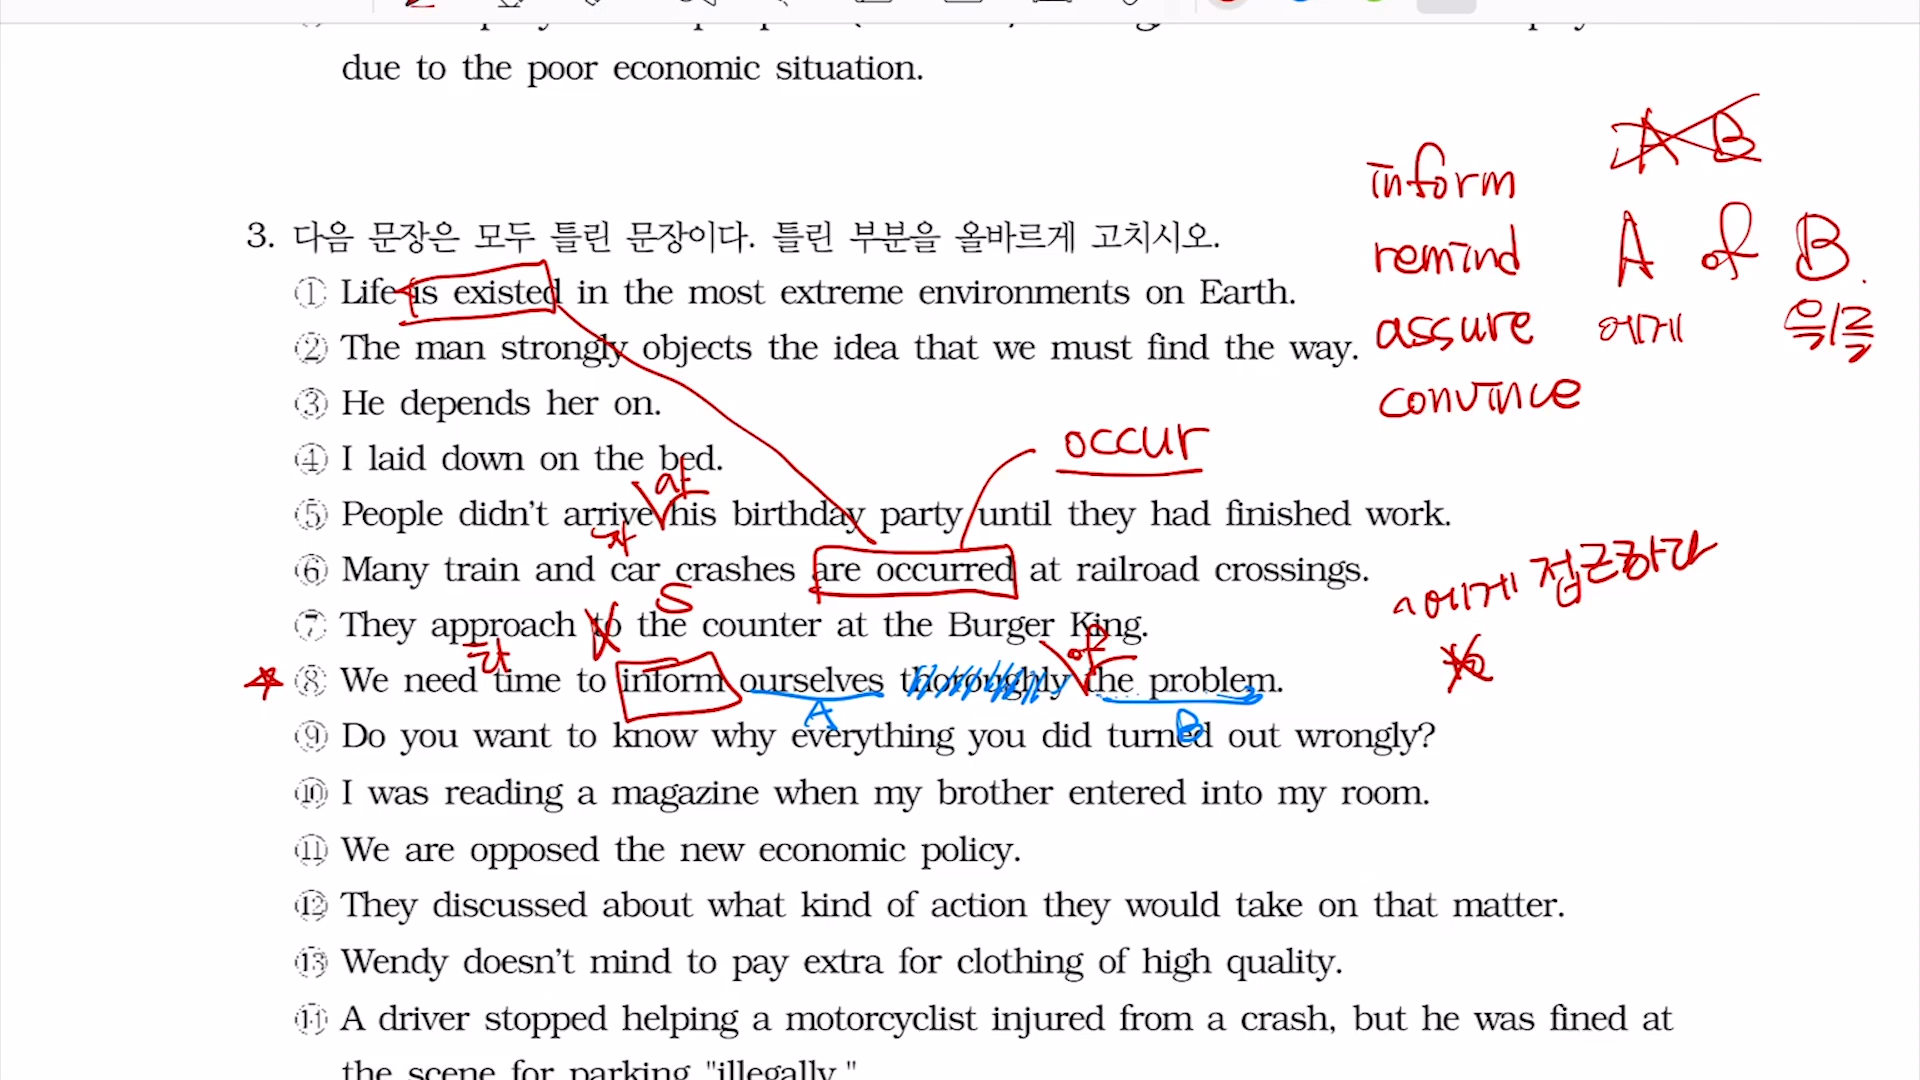 due to the poor economic situation.
A B
inform
remind A of B.
assure 에게 을/를
convince
3. 다음 문장은 모두 틀린 문장이다. 틀린 부분을 올바르게 고치시오.
① Life is existed in the most extreme environments on Earth.
② The man strongly objects the idea that we must find the way.
③ He depends her on.
occur
④ I laid down on the bed.
at
⑤ People didn't arrive his birthday party until they had finished work.
자
⑥ Many train and car crashes are occurred at railroad crossings.
~에게 접근하다
S
⑦ They approach to the counter at the Burger King.
타
of
⑧ We need time to inform ourselves thoroughly the problem.
A B
⑨ Do you want to know why everything you did turned out wrongly?
⑩ I was reading a magazine when my brother entered into my room.
⑪ We are opposed the new economic policy.
⑫ They discussed about what kind of action they would take on that matter.
⑬ Wendy doesn't mind to pay extra for clothing of high quality.
⑭ A driver stopped helping a motorcyclist injured from a crash, but he was fined at
the scene for parking "illegally."